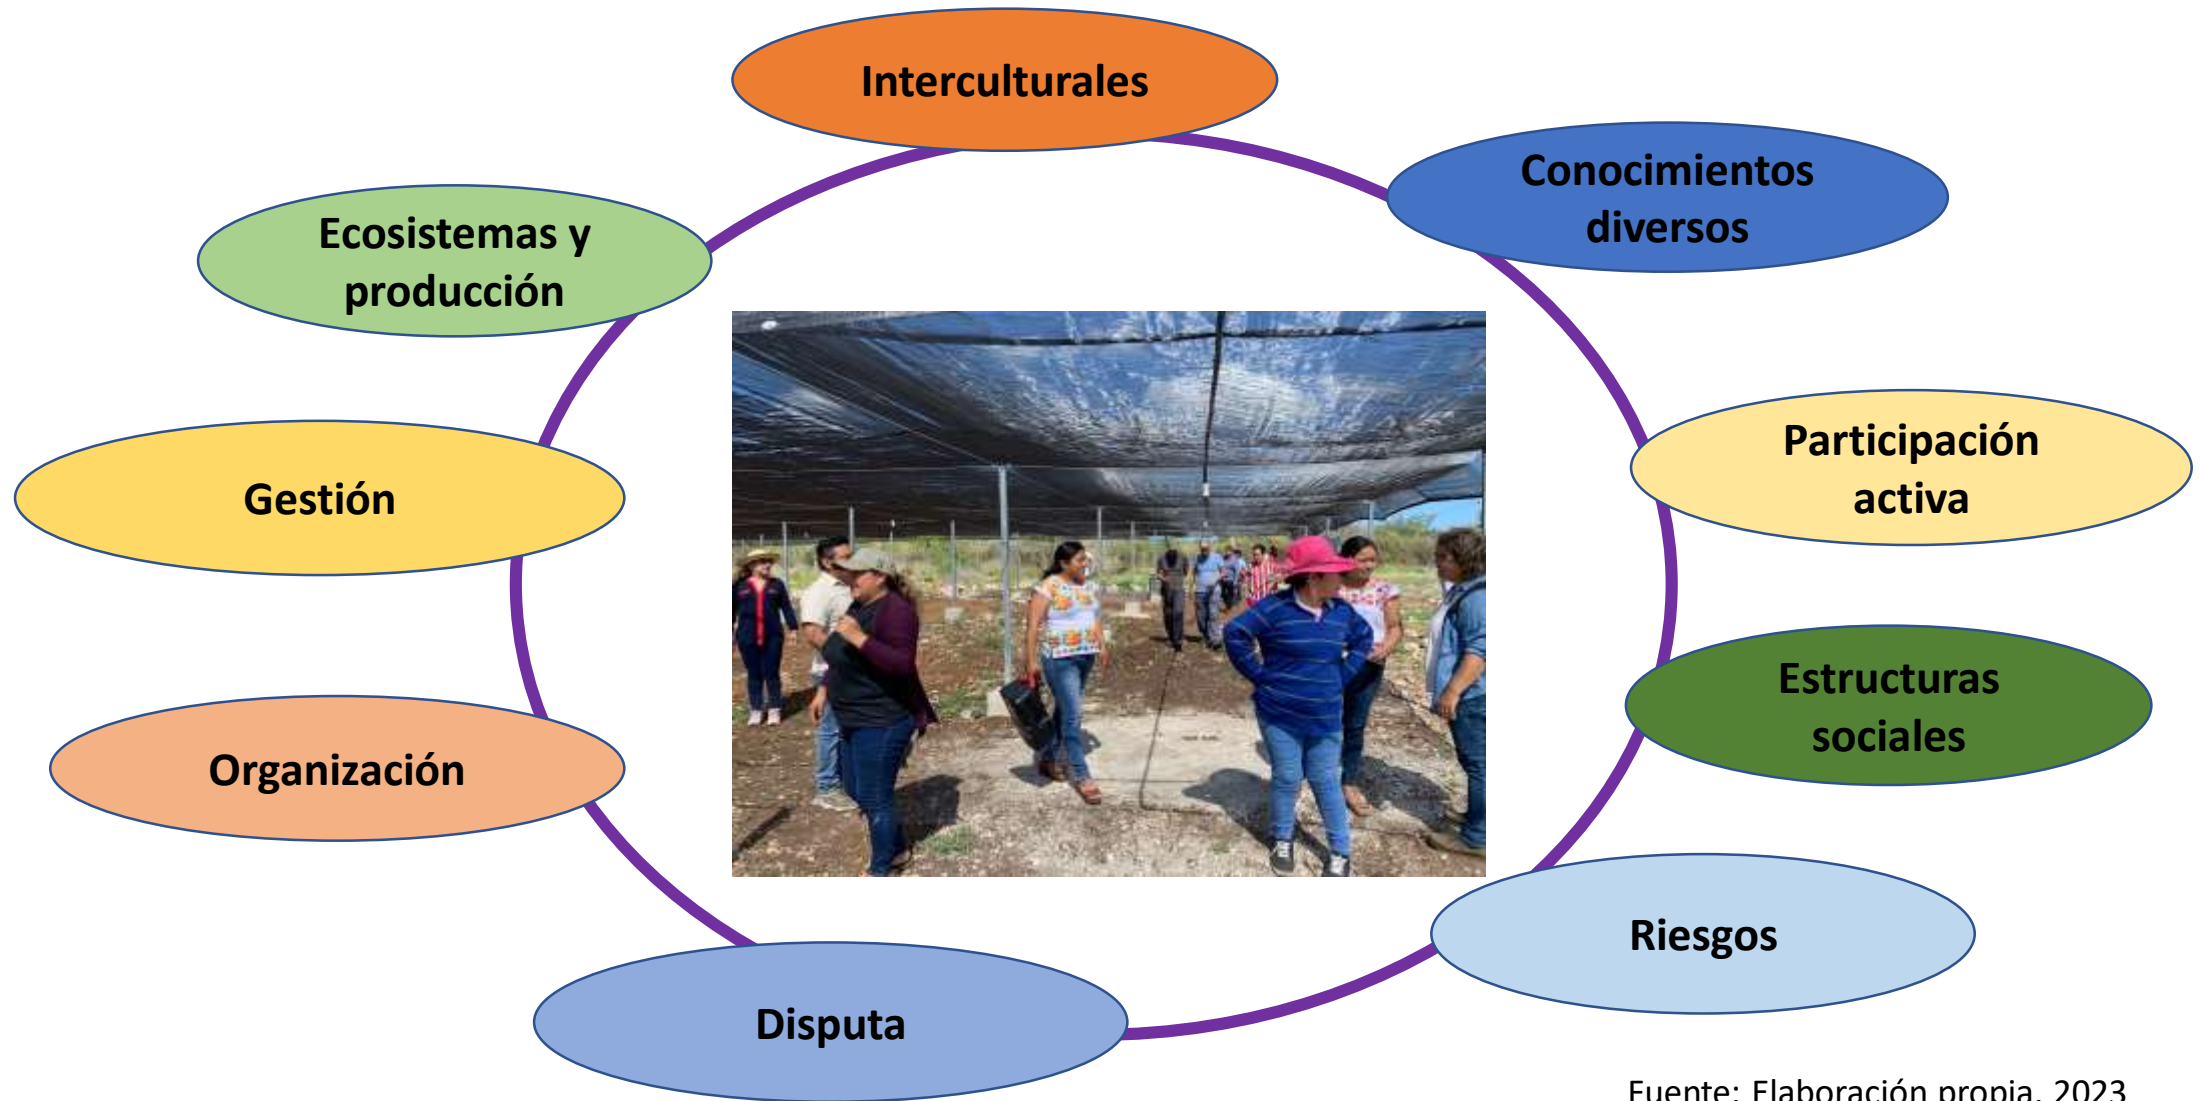 Interculturales
Conocimientos
diversos
Ecosistemas y
producción
Participación
activa
Gestión
Estructuras
sociales
Organización
Riesgos
Disputa
Fuente: Elaboración propia, 2023